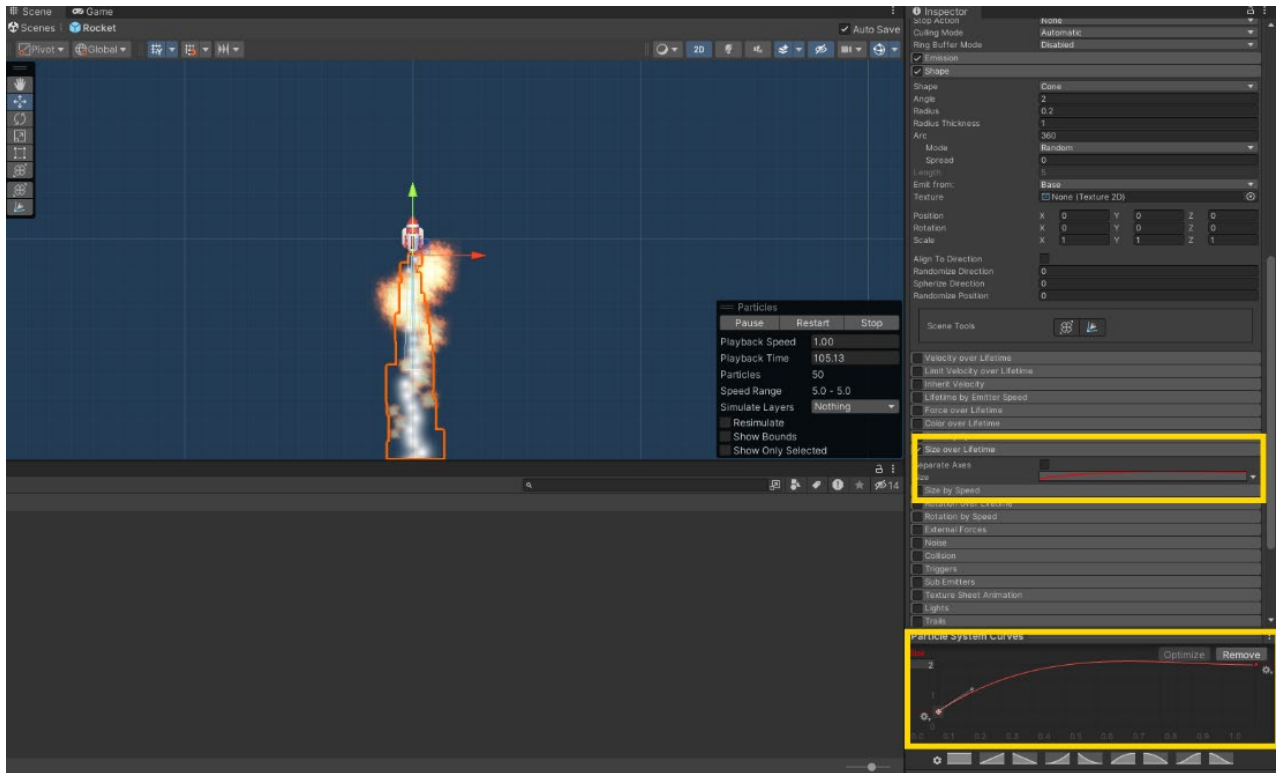 Scene Game
Scenes Rocket
Auto Save
Pivot Global
2D
Particles
Pause Restart Stop
Playback Speed 1.00
Playback Time 105.13
Particles 50
Speed Range 5.0 - 5.0
Simulate Layers Nothing
Resimulate
Show Bounds
Show Only Selected
14
Inspector
Stop Action None
Culling Mode Automatic
Ring Buffer Mode Disabled
Emission
Shape
Shape Cone
Angle 2
Radius 0.2
Radius Thickness 1
Arc 360
Mode Random
Spread 0
Length 5
Emit from: Base
Texture None (Texture 2D)
Position X 0 Y 0 Z 0
Rotation X 0 Y 0 Z 0
Scale X 1 Y 1 Z 1
Align To Direction
Randomize Direction 0
Spherize Direction 0
Randomize Position 0
Scene Tools
Velocity over Lifetime
Limit Velocity over Lifetime
Inherit Velocity
Lifetime by Emitter Speed
Force over Lifetime
Color over Lifetime
Size over Lifetime
Separate Axes
Size
Size by Speed
Rotation over Lifetime
Rotation by Speed
External Forces
Noise
Collision
Triggers
Sub Emitters
Texture Sheet Animation
Lights
Trails
Particle System Curves
Size
Optimize Remove
2
1
0
0.0 0.1 0.2 0.3 0.4 0.5 0.6 0.7 0.8 0.9 1.0